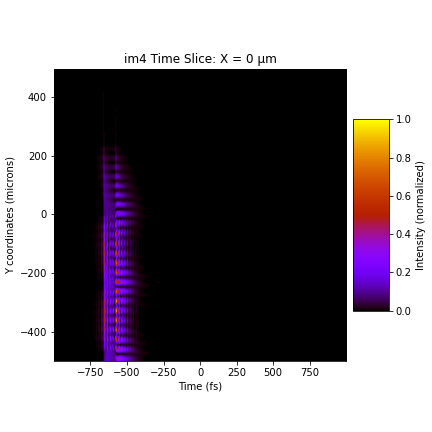 im4 Time Slice: X = 0 μm
400
200
0
−200
−400
Y coordinates (microns)
−750 −500 −250 0 250 500 750
Time (fs)
1.0
0.8
0.6
0.4
0.2
0.0
Intensity (normalized)